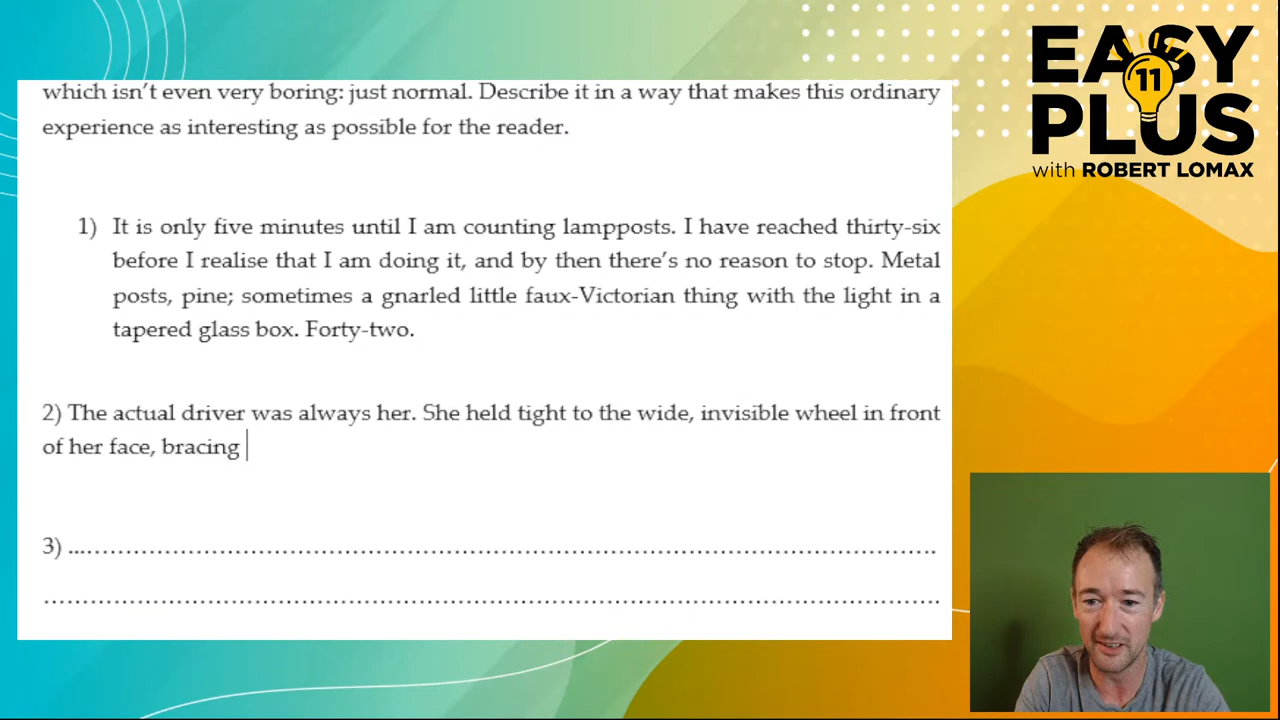 which isn't even very boring: just normal. Describe it in a way that makes this ordinary
experience as interesting as possible for the reader.
1) It is only five minutes until I am counting lampposts. I have reached thirty-six
before I realise that I am doing it, and by then there's no reason to stop. Metal
posts, pine; sometimes a gnarled little faux-Victorian thing with the light in a
tapered glass box. Forty-two.
2) The actual driver was always her. She held tight to the wide, invisible wheel in front
of her face, bracing
3) ...............................................................................................
...............................................................................................
EASY
11
PLUS
with ROBERT LOMAX